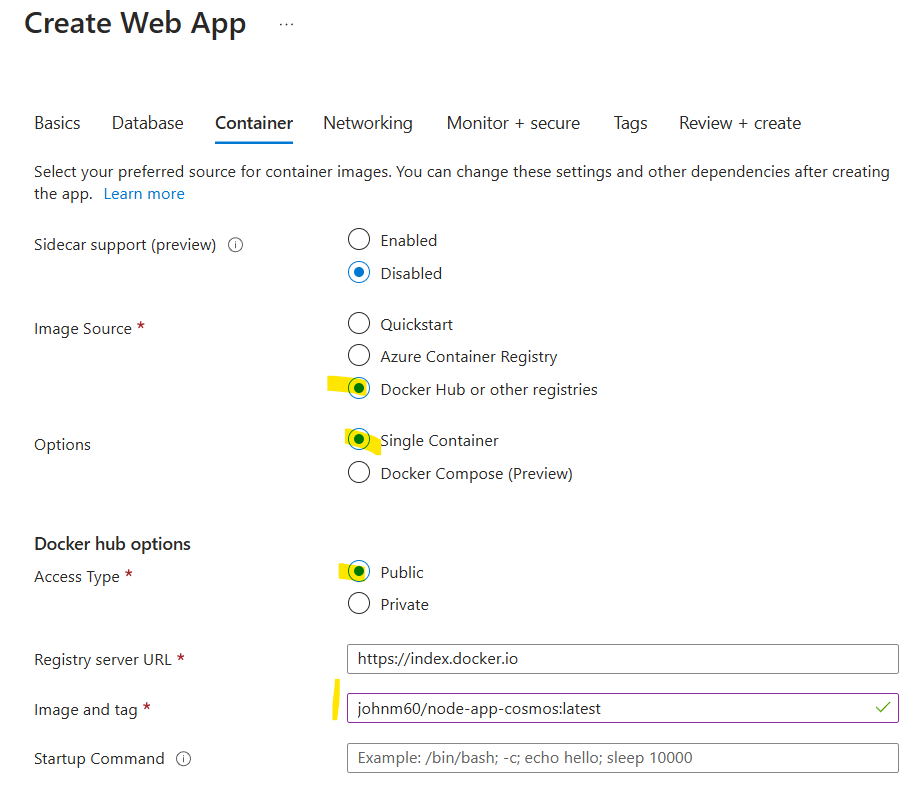 Create Web App ...
Basics Database Container Networking Monitor + secure Tags Review + create
Select your preferred source for container images. You can change these settings and other dependencies after creating
the app. Learn more
Sidecar support (preview)
Enabled
Disabled
Image Source *
Quickstart
Azure Container Registry
Docker Hub or other registries
Options
Single Container
Docker Compose (Preview)
Docker hub options
Access Type *
Public
Private
Registry server URL * https://index.docker.io
Image and tag * johnm60/node-app-cosmos:latest
Startup Command Example: /bin/bash; -c; echo hello; sleep 10000